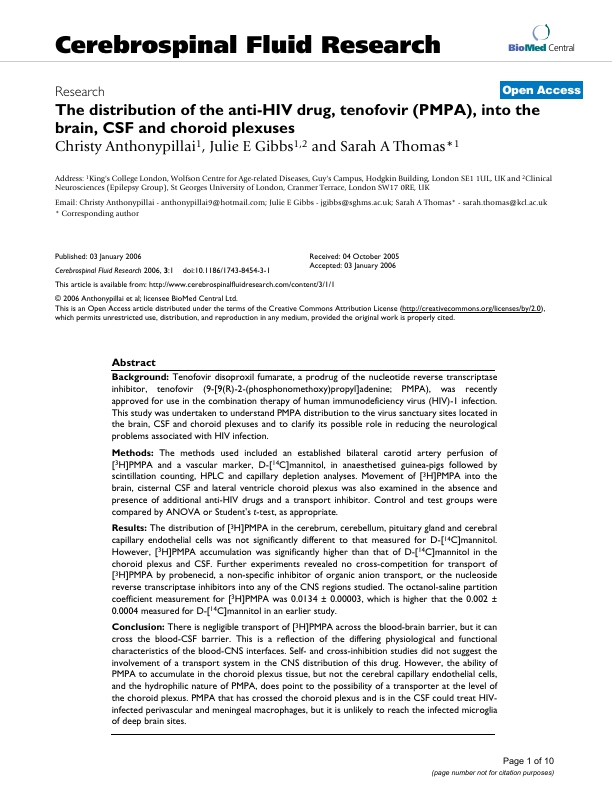 Cerebrospinal Fluid Research
BioMed Central
Research
Open Access
The distribution of the anti-HIV drug, tenofovir (PMPA), into the
brain, CSF and choroid plexuses
Christy Anthonypillai¹, Julie E Gibbs¹,² and Sarah A Thomas*¹
Address: ¹King's College London, Wolfson Centre for Age-related Diseases, Guy's Campus, Hodgkin Building, London SE1 1UL, UK and ²Clinical
Neurosciences (Epilepsy Group), St Georges University of London, Cranmer Terrace, London SW17 0RE, UK
Email: Christy Anthonypillai - anthonypillai9@hotmail.com; Julie E Gibbs - jgibbs@sghms.ac.uk; Sarah A Thomas* - sarah.thomas@kcl.ac.uk
* Corresponding author
Published: 03 January 2006
Received: 04 October 2005
Accepted: 03 January 2006
Cerebrospinal Fluid Research 2006, 3:1 doi:10.1186/1743-8454-3-1
This article is available from: http://www.cerebrospinalfluidresearch.com/content/3/1/1
© 2006 Anthonypillai et al; licensee BioMed Central Ltd.
This is an Open Access article distributed under the terms of the Creative Commons Attribution License (http://creativecommons.org/licenses/by/2.0),
which permits unrestricted use, distribution, and reproduction in any medium, provided the original work is properly cited.
Abstract
Background: Tenofovir disoproxil fumarate, a prodrug of the nucleotide reverse transcriptase
inhibitor, tenofovir (9-[9(R)-2-(phosphonomethoxy)propyl]adenine; PMPA), was recently
approved for use in the combination therapy of human immunodeficiency virus (HIV)-1 infection.
This study was undertaken to understand PMPA distribution to the virus sanctuary sites located in
the brain, CSF and choroid plexuses and to clarify its possible role in reducing the neurological
problems associated with HIV infection.
Methods: The methods used included an established bilateral carotid artery perfusion of
[³H]PMPA and a vascular marker, D-[¹⁴C]mannitol, in anaesthetised guinea-pigs followed by
scintillation counting, HPLC and capillary depletion analyses. Movement of [³H]PMPA into the
brain, cisternal CSF and lateral ventricle choroid plexus was also examined in the absence and
presence of additional anti-HIV drugs and a transport inhibitor. Control and test groups were
compared by ANOVA or Student's t-test, as appropriate.
Results: The distribution of [³H]PMPA in the cerebrum, cerebellum, pituitary gland and cerebral
capillary endothelial cells was not significantly different to that measured for D-[¹⁴C]mannitol.
However, [³H]PMPA accumulation was significantly higher than that of D-[¹⁴C]mannitol in the
choroid plexus and CSF. Further experiments revealed no cross-competition for transport of
[³H]PMPA by probenecid, a non-specific inhibitor of organic anion transport, or the nucleoside
reverse transcriptase inhibitors into any of the CNS regions studied. The octanol-saline partition
coefficient measurement for [³H]PMPA was 0.0134 ± 0.00003, which is higher that the 0.002 ±
0.0004 measured for D-[¹⁴C]mannitol in an earlier study.
Conclusion: There is negligible transport of [³H]PMPA across the blood-brain barrier, but it can
cross the blood-CSF barrier. This is a reflection of the differing physiological and functional
characteristics of the blood-CNS interfaces. Self- and cross-inhibition studies did not suggest the
involvement of a transport system in the CNS distribution of this drug. However, the ability of
PMPA to accumulate in the choroid plexus tissue, but not the cerebral capillary endothelial cells,
and the hydrophilic nature of PMPA, does point to the possibility of a transporter at the level of
the choroid plexus. PMPA that has crossed the choroid plexus and is in the CSF could treat HIV-
infected perivascular and meningeal macrophages, but it is unlikely to reach the infected microglia
of deep brain sites.
Page 1 of 10
(page number not for citation purposes)